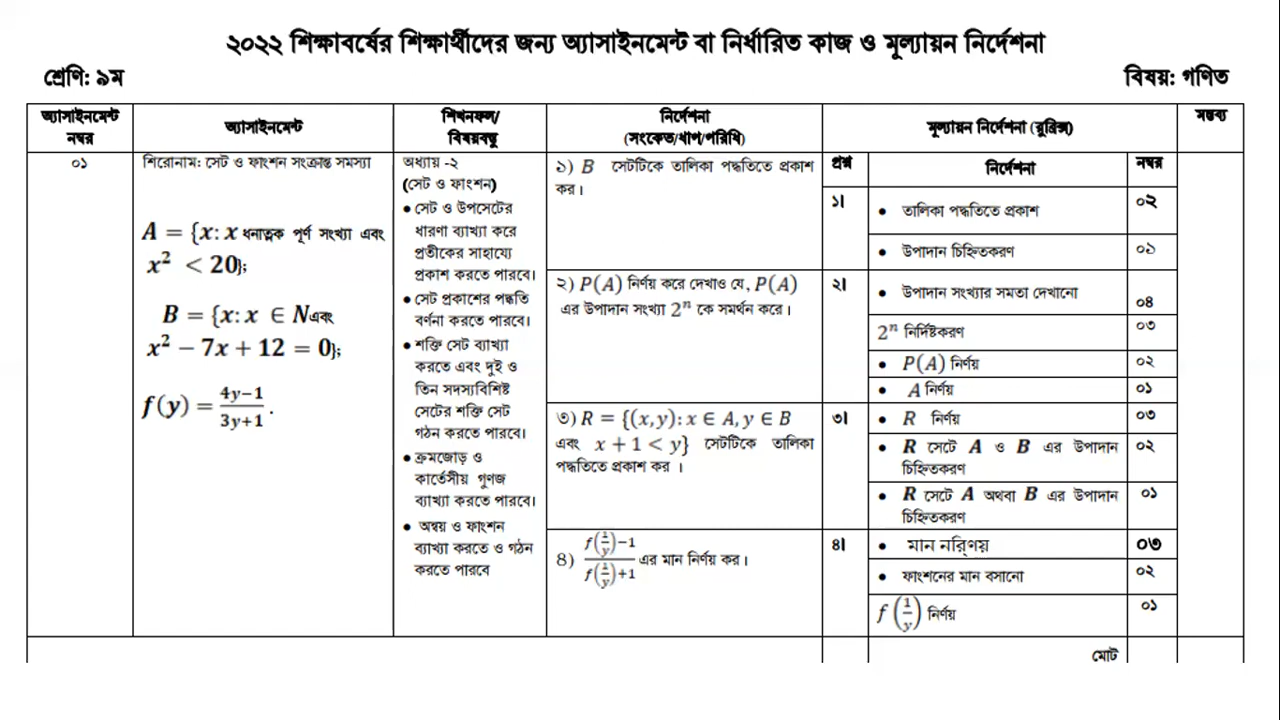 ২০২২ শিক্ষাবর্ষের শিক্ষার্থীদের জন্য অ্যাসাইনমেন্ট বা নির্ধারিত কাজ ও মূল্যায়ন নির্দেশনা
শ্রেণি: ৯ম
বিষয়: গণিত
অ্যাসাইনমেন্ট
নম্বর
অ্যাসাইনমেন্ট
শিখনফল/
বিষয়বস্তু
নির্দেশনা
(সংকেত/ধাপ/পরিধি)
মূল্যায়ন নির্দেশনা (রুব্রিক্স)
মন্তব্য
০১
শিরোনাম: সেট ও ফাংশন সংক্রান্ত সমস্যা
A = {x: x ধনাত্মক পূর্ণ সংখ্যা এবং
x² < 20};
B = {x: x ∈ N এবং
x² − 7x + 12 = 0};
f(y) = (4y−1)/(3y+1) .
অধ্যায় -২
(সেট ও ফাংশন)
• সেট ও উপসেটের
ধারণা ব্যাখ্যা করে
প্রতীকের সাহায্যে
প্রকাশ করতে পারবে।
• সেট প্রকাশের পদ্ধতি
বর্ণনা করতে পারবে।
• শক্তি সেট ব্যাখ্যা
করতে এবং দুই ও
তিন সদস্যবিশিষ্ট
সেটের শক্তি সেট
গঠন করতে পারবে।
• ক্রমজোড় ও
কার্তেসীয় গুণজ
ব্যাখ্যা করতে পারবে।
• অন্বয় ও ফাংশন
ব্যাখ্যা করতে ও গঠন
করতে পারবে
১) B সেটটিকে তালিকা পদ্ধতিতে প্রকাশ
কর।
২) P(A) নির্ণয় করে দেখাও যে, P(A)
এর উপাদান সংখ্যা 2ⁿ কে সমর্থন করে।
৩) R = {(x, y): x ∈ A, y ∈ B
এবং x + 1 < y} সেটটিকে তালিকা
পদ্ধতিতে প্রকাশ কর ।
8) (f(1/y)−1)/(f(1/y)+1) এর মান নির্ণয় কর।
প্রশ্ন
নির্দেশনা
নম্বর
১।
• তালিকা পদ্ধতিতে প্রকাশ
০২
• উপাদান চিহ্নিতকরণ
০১
২।
• উপাদান সংখ্যার সমতা দেখানো
০৪
2ⁿ নির্দিষ্টকরণ
০৩
• P(A) নির্ণয়
০২
• A নির্ণয়
০১
৩।
• R নির্ণয়
০৩
• R সেটে A ও B এর উপাদান
চিহ্নিতকরণ
০২
• R সেটে A অথবা B এর উপাদান
চিহ্নিতকরণ
০১
৪।
• মান নরি্ণয়
০৩
• ফাংশনের মান বসানো
০২
f(1/y) নির্ণয়
০১
মোট